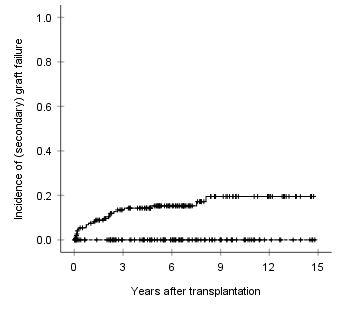 Incidence of (secondary) graft failure
1.0
0.8
0.6
0.4
0.2
0.0
0 3 6 9 12 15
Years after transplantation